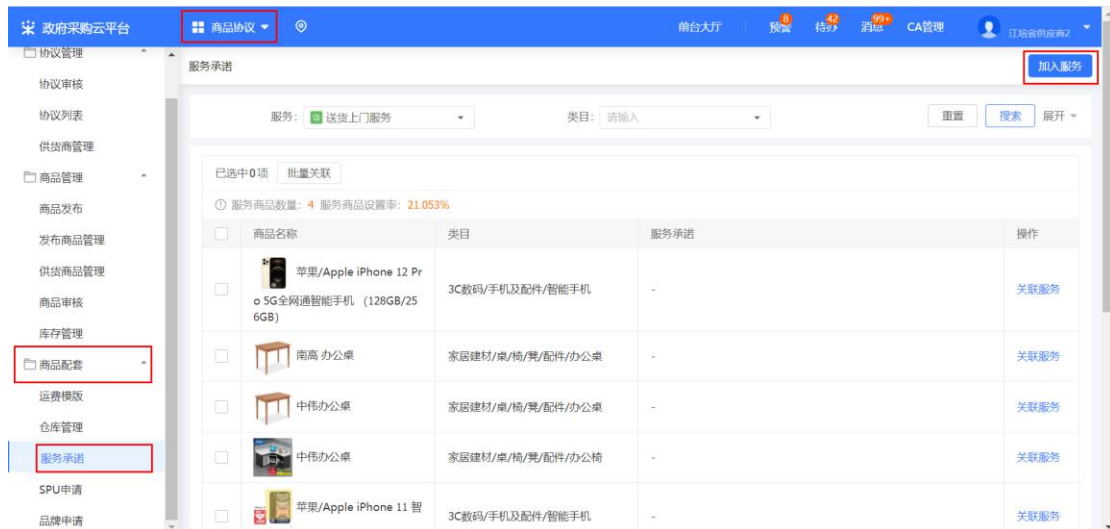 政府采购云平台
商品协议
前台大厅
预警
8
待办
42
消息
99+
CA管理
江培省供应商2
协议管理
协议审核
协议列表
供货商管理
商品管理
商品发布
发布商品管理
供货商品管理
商品审核
库存管理
商品配套
运费模版
仓库管理
服务承诺
SPU申请
品牌申请
服务承诺
加入服务
服务: 送货上门服务
类目: 请输入
重置
搜索
展开
已选中0项
批量关联
服务商品数量: 4 服务商品设置率: 21.053%
商品名称 类目 服务承诺 操作
苹果/Apple iPhone 12 Pr
o 5G全网通智能手机 (128GB/25
6GB)
3C数码/手机及配件/智能手机 - 关联服务
南高 办公桌 家居建材/桌/椅/凳/配件/办公桌 - 关联服务
中伟办公桌 家居建材/桌/椅/凳/配件/办公桌 - 关联服务
中伟办公桌 家居建材/桌/椅/凳/配件/办公椅 - 关联服务
苹果/Apple iPhone 11 智
3C数码/手机及配件/智能手机 - 关联服务